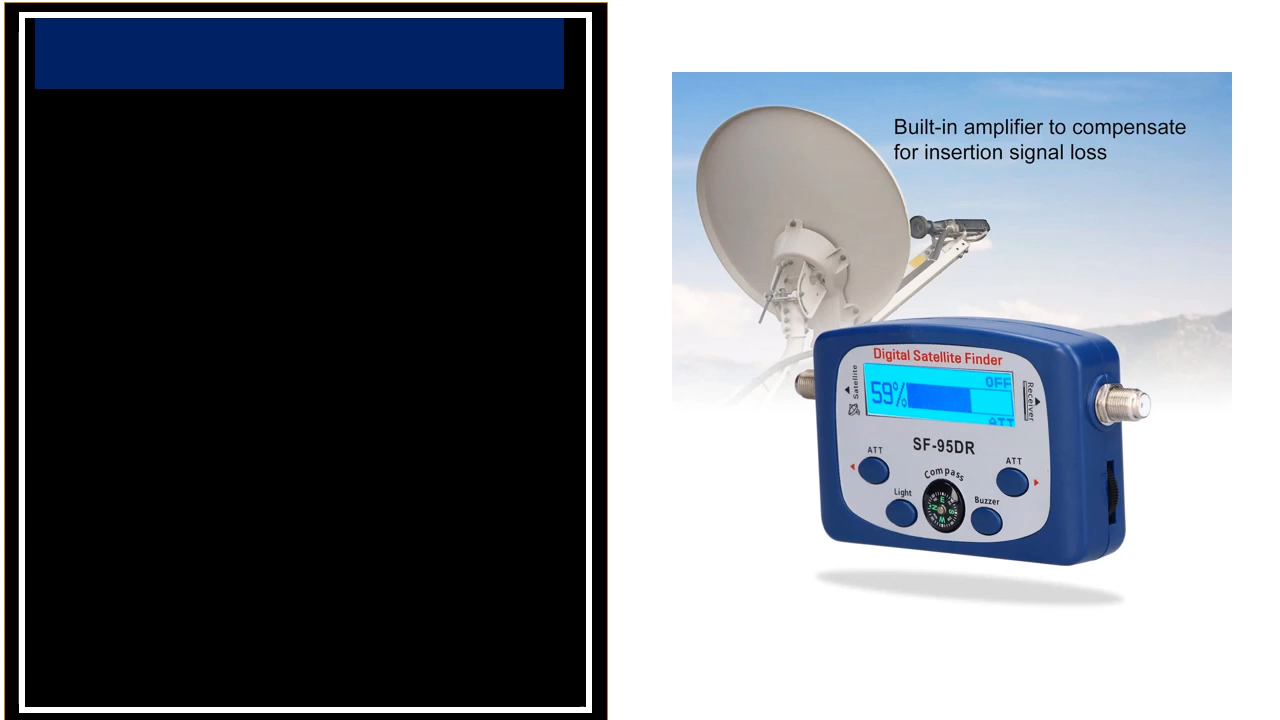 Built-in amplifier to compensate
for insertion signal loss
Digital Satellite Finder
Satellite
59%
OFF
ATT
Receiver
SF-95DR
ATT
ATT
Compass
Light
Buzzer
N
E
S
W